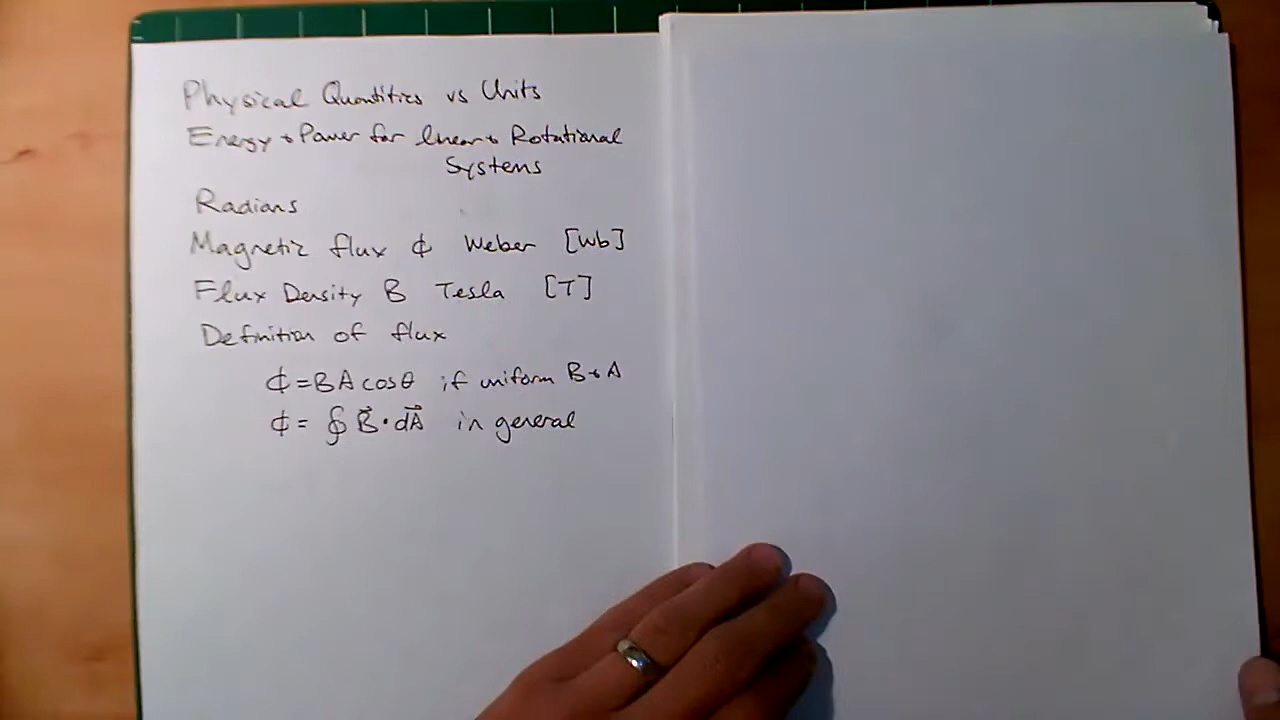 Physical Quantities vs Units
Energy + Power for linear + Rotational
Systems
Radians
Magnetic flux ϕ Weber [Wb]
Flux Density B Tesla [T]
Definition of flux
ϕ = BA cosθ if uniform B + A
ϕ = ∮ B⃗ · dA⃗ in general